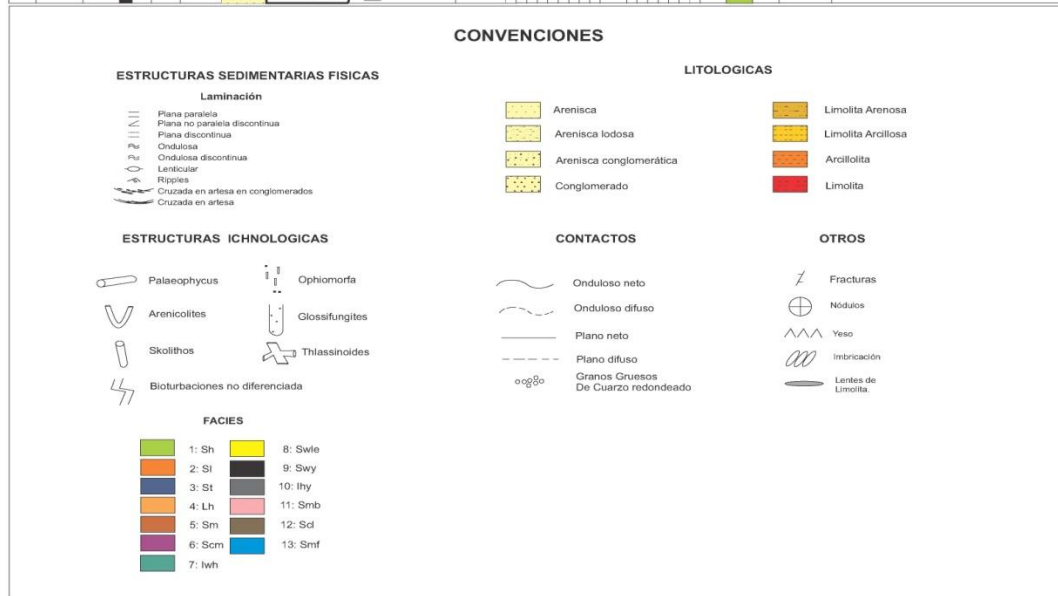 CONVENCIONES
ESTRUCTURAS SEDIMENTARIAS FISICAS
Laminación
Plana paralela
Plana no paralela discontinua
Plana discontinua
Ondulosa
Ondulosa discontinua
Lenticular
Ripples
Cruzada en artesa en conglomerados
Cruzada en artesa
LITOLOGICAS
Arenisca
Arenisca lodosa
Arenisca conglomerática
Conglomerado
Limolita Arenosa
Limolita Arcillosa
Arcillolita
Limolita
ESTRUCTURAS ICHNOLOGICAS
Palaeophycus
Arenicolites
Skolithos
Bioturbaciones no diferenciada
Ophiomorfa
Glossifungites
Thlassinoides
CONTACTOS
Onduloso neto
Onduloso difuso
Plano neto
Plano difuso
Granos Gruesos
De Cuarzo redondeado
OTROS
Fracturas
Nódulos
Yeso
Imbricación
Lentes de
Limolita.
FACIES
1: Sh
2: Sl
3: St
4: Lh
5: Sm
6: Scm
7: Iwh
8: Swle
9: Swy
10: Ihy
11: Smb
12: Scl
13: Smf